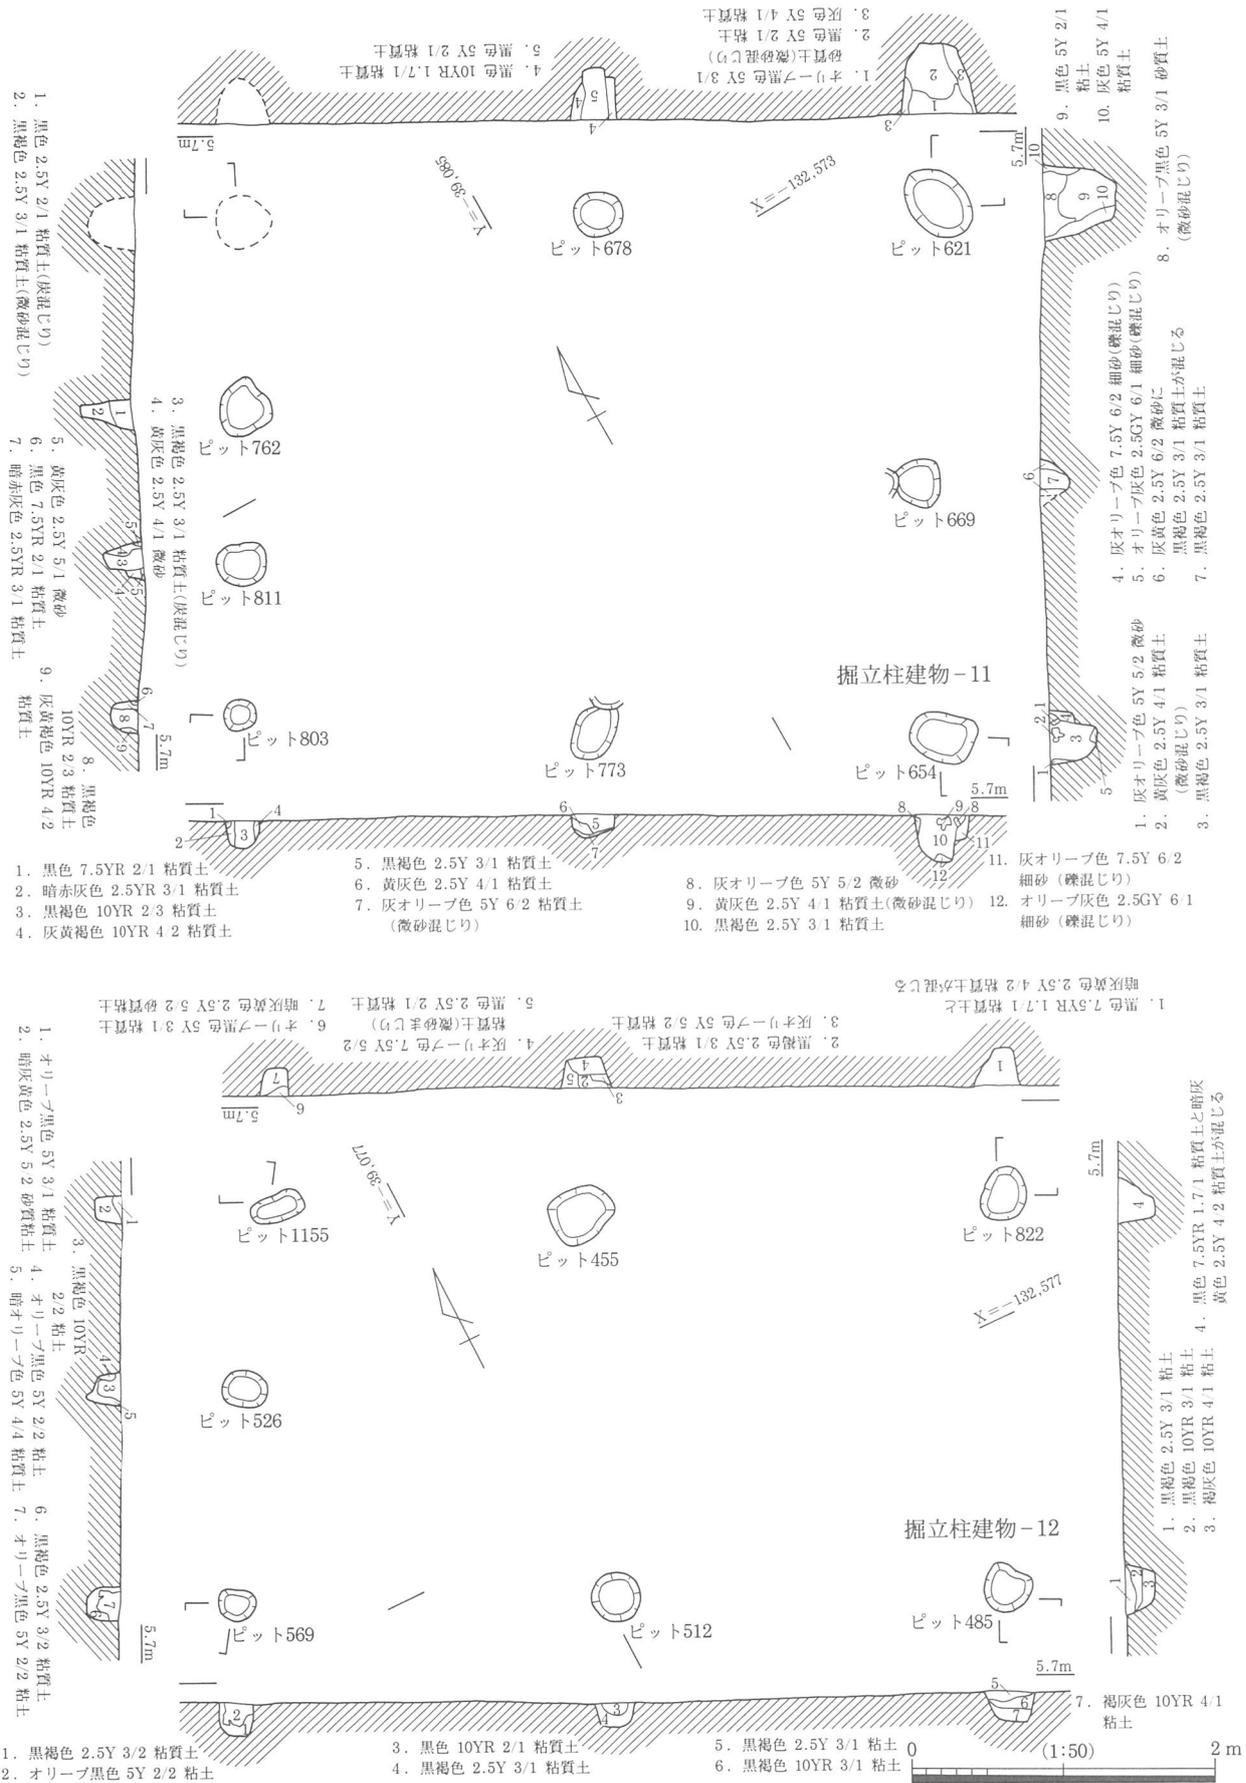 3. 灰色 5Y 4/1 粘質土
2. 黒色 5Y 2/1 粘質土
砂質土(微砂混じり)
1. オリーブ黒色 5Y 3/1
5. 黒色 5Y 2/1 粘質土
4. 黒色 10YR 1.7/1 粘質土
9. 黒色 5Y 2/1
粘土
10. 灰色 5Y 4/1
粘質土
8. オリーブ黒色 5Y 3/1 砂質土
(微砂混じり)
1. 黒色 2.5Y 2/1 粘質土(炭混じり)
2. 黒褐色 2.5Y 3/1 粘質土(微砂混じり)
5.7m
5.7m
Y=-39,085
X=-132,573
ピット678
ピット621
3. 黒褐色 2.5Y 3/1 粘質土(炭混じり)
4. 黄灰色 2.5Y 4/1 微砂
ピット762
ピット669
4. 灰オリーブ色 7.5Y 6/2 細砂(礫混じり)
5. オリーブ灰色 2.5GY 6/1 細砂(礫混じり)
6. 灰黄色 2.5Y 6/2 微砂に
黒褐色 2.5Y 3/1 粘質土が混じる
7. 黒褐色 2.5Y 3/1 粘質土
5. 黄灰色 2.5Y 5/1 微砂
6. 黒色 7.5YR 2/1 粘質土
7. 暗赤灰色 2.5YR 3/1 粘質土
ピット811
掘立柱建物-11
8. 黒褐色
10YR 2/3 粘質土
9. 灰黄褐色 10YR 4/2
粘質土
5.7m
ピット803
ピット773
ピット654
5.7m
1. 灰オリーブ色 5Y 5/2 微砂
2. 黄灰色 2.5Y 4/1 粘質土
(微砂混じり)
3. 黒褐色 2.5Y 3/1 粘質土
1. 黒色 7.5YR 2/1 粘質土
2. 暗赤灰色 2.5YR 3/1 粘質土
3. 黒褐色 10YR 2/3 粘質土
4. 灰黄褐色 10YR 4 2 粘質土
5. 黒褐色 2.5Y 3/1 粘質土
6. 黄灰色 2.5Y 4/1 粘質土
7. 灰オリーブ色 5Y 6/2 粘質土
(微砂混じり)
8. 灰オリーブ色 5Y 5/2 微砂
9. 黄灰色 2.5Y 4/1 粘質土(微砂混じり)
10. 黒褐色 2.5Y 3/1 粘質土
11. 灰オリーブ色 7.5Y 6/2
細砂 (礫混じり)
12. オリーブ灰色 2.5GY 6/1
細砂 (礫混じり)
1. 黒色 7.5YR 1.7/1 粘質土と
暗灰黄色 2.5Y 4/2 粘質土が混じる
2. 黒褐色 2.5Y 3/1 粘質土
3. 灰オリーブ色 5Y 5/2 粘質土
4. 灰オリーブ色 7.5Y 5/2
粘質土(微砂まじり)
5. 黒色 2.5Y 2/1 粘質土
6. オリーブ黒色 5Y 3/1 粘質土
7. 暗灰黄色 2.5Y 5/2 砂質粘土
1. オリーブ黒色 5Y 3/1 粘質土
2. 暗灰黄色 2.5Y 5/2 砂質粘土
5.7m
Y=-39,077
5.7m
ピット1155
ピット455
ピット822
X=-132,577
4. 黒色 7.5YR 1.7/1 粘質土と暗灰
黄色 2.5Y 4/2 粘質土が混じる
3. 黒褐色 10YR
2/2 粘土
4. オリーブ黒色 5Y 2/2 粘土
5. 暗オリーブ色 5Y 4/4 粘質土
ピット526
1. 黒褐色 2.5Y 3/1 粘土
2. 黒褐色 10YR 3/1 粘土
3. 褐灰色 10YR 4/1 粘土
掘立柱建物-12
6. 黒褐色 2.5Y 3/2 粘質土
7. オリーブ黒色 5Y 2/2 粘土
5.7m
ピット569
ピット512
ピット485
5.7m
1. 黒褐色 2.5Y 3/2 粘質土
2. オリーブ黒色 5Y 2/2 粘土
3. 黒色 10YR 2/1 粘質土
4. 黒褐色 2.5Y 3/1 粘質土
5. 黒褐色 2.5Y 3/1 粘土
6. 黒褐色 10YR 3/1 粘土
7. 褐灰色 10YR 4/1
粘土
0 (1:50) 2 m